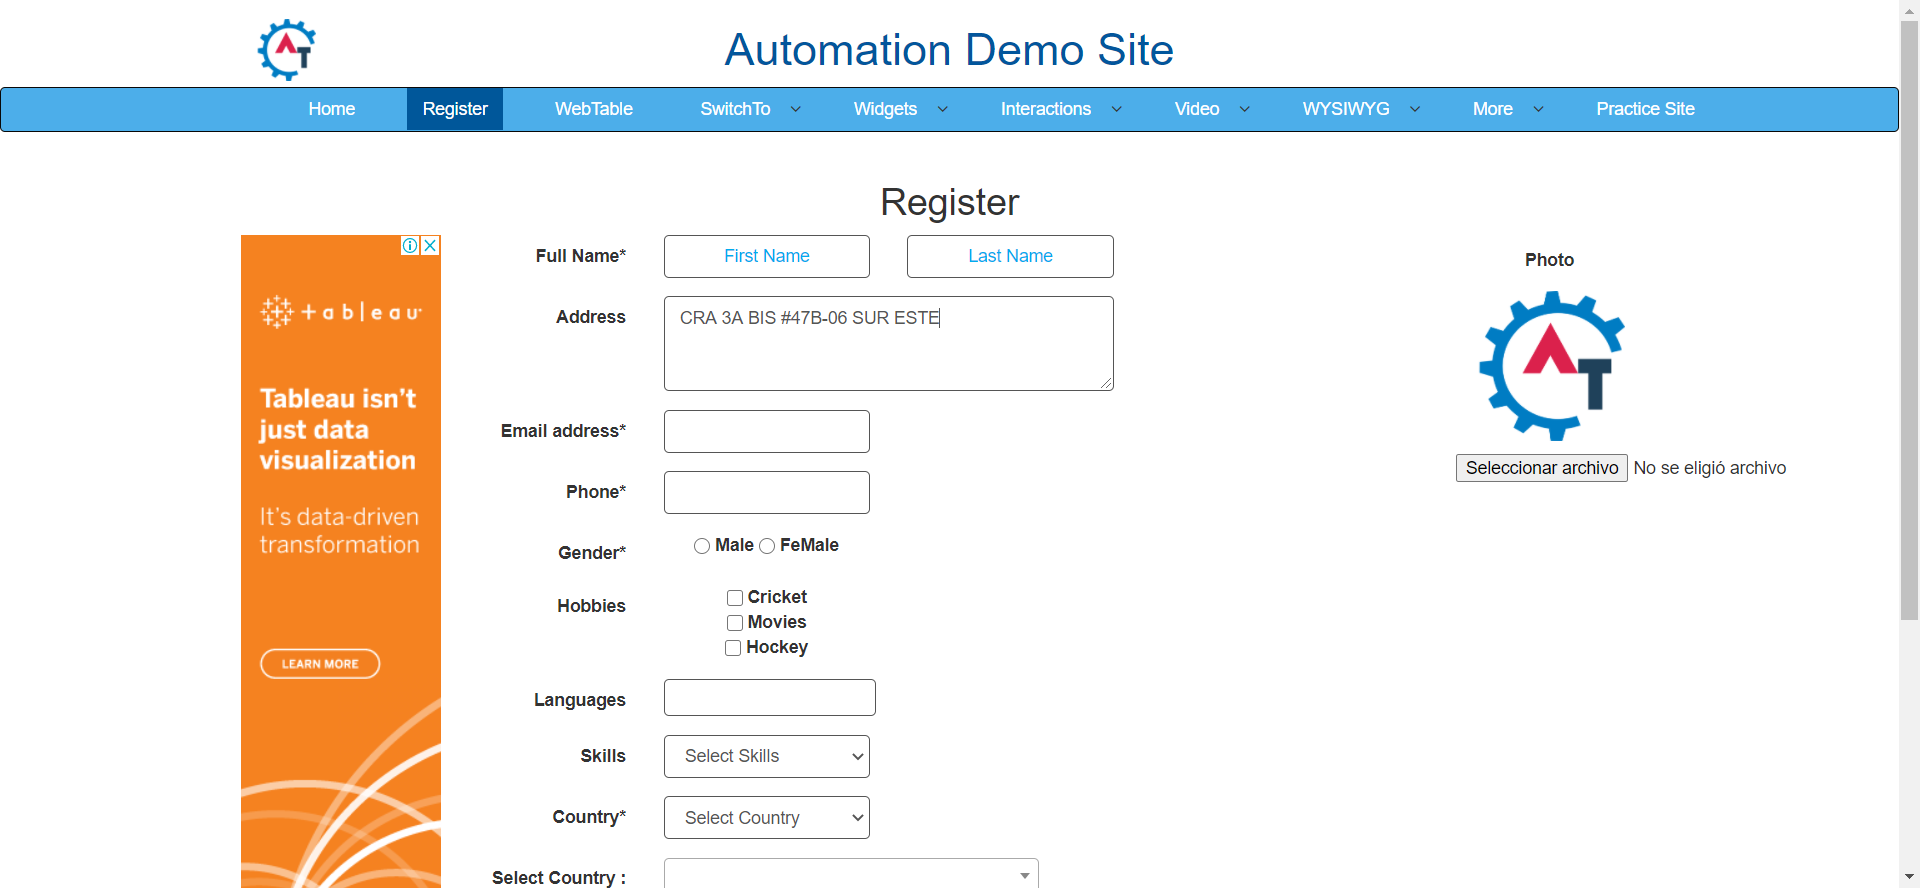 AT
Automation Demo Site
Home Register WebTable SwitchTo Widgets Interactions Video WYSIWYG More Practice Site
Register
+ableau
Tableau isn't
just data
visualization
It's data-driven
transformation
LEARN MORE
Full Name* First Name Last Name
Address CRA 3A BIS #47B-06 SUR ESTE
Email address*
Phone*
Gender* Male FeMale
Hobbies Cricket
Movies
Hockey
Languages
Skills Select Skills
Country* Select Country
Select Country :
Photo
AT
Seleccionar archivo No se eligió archivo